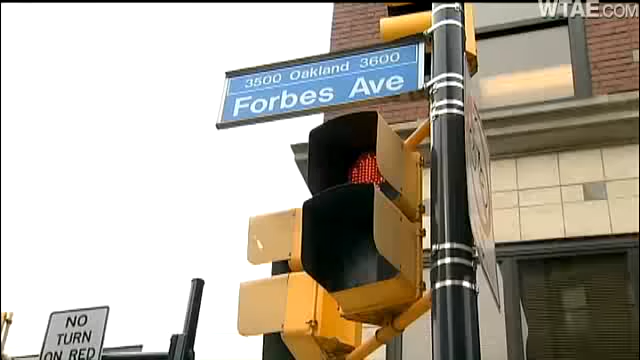 WTAE.COM
3500 Oakland 3600
Forbes Ave
NO
TURN
ON RED